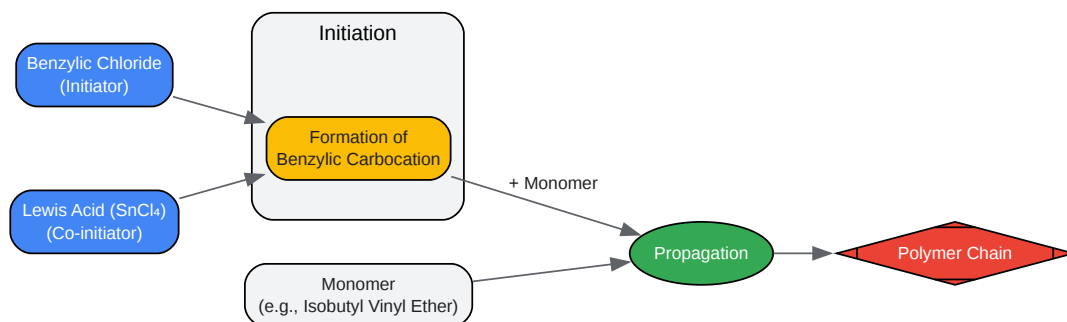 Initiation
Benzylic Chloride
(Initiator)
Formation of
Benzylic Carbocation
Lewis Acid (SnCl₄)
(Co-initiator)
+ Monomer
Monomer
(e.g., Isobutyl Vinyl Ether)
Propagation
Polymer Chain